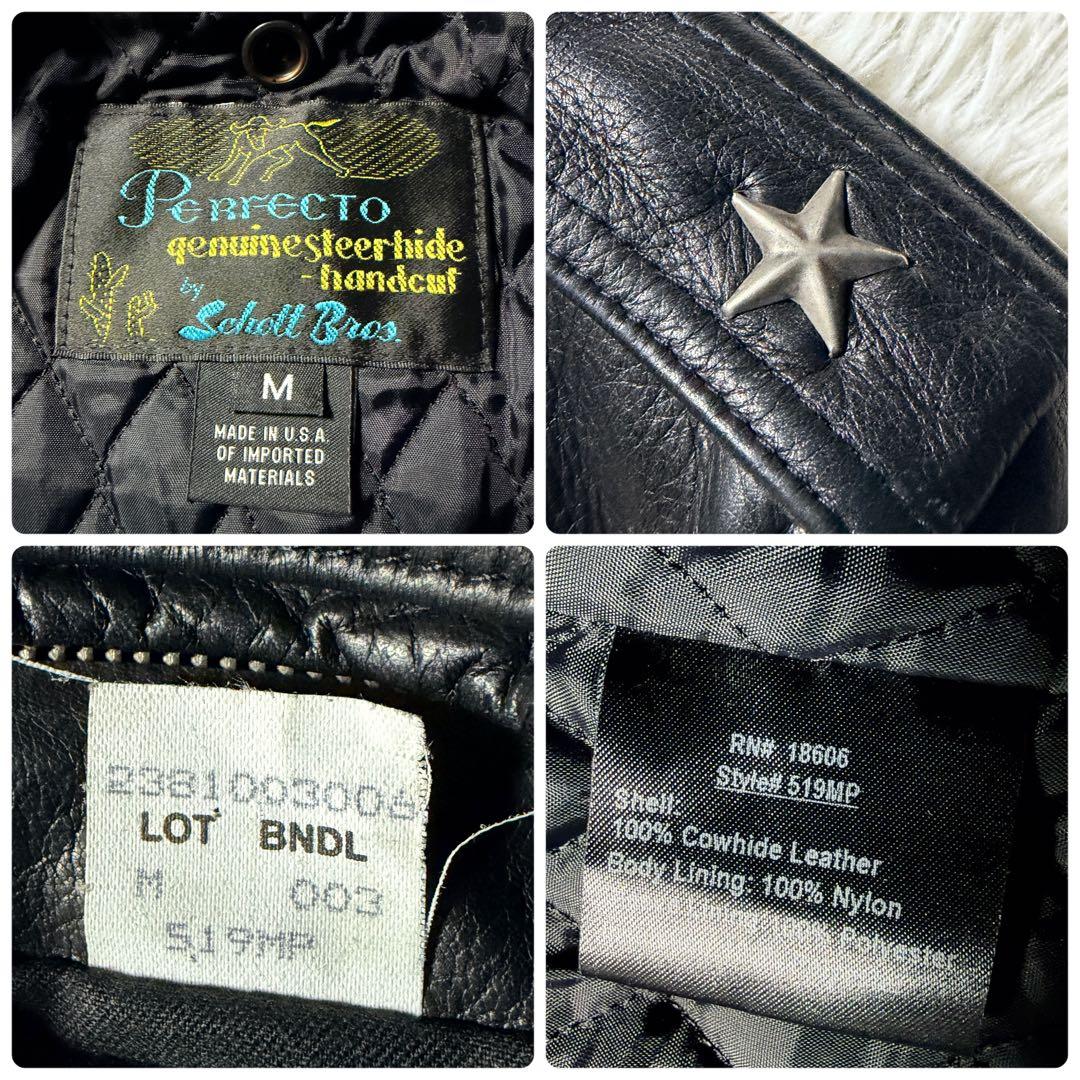 Perfecto
genuine steerhide
-handcut
by
Schott Bros.
M
MADE IN U.S.A.
OF IMPORTED
MATERIALS
2381003006
LOT BNDL
M 003
519MP
RN# 18606
Style# 519MP
Shell:
100% Cowhide Leather
Body Lining: 100% Nylon
Polyester